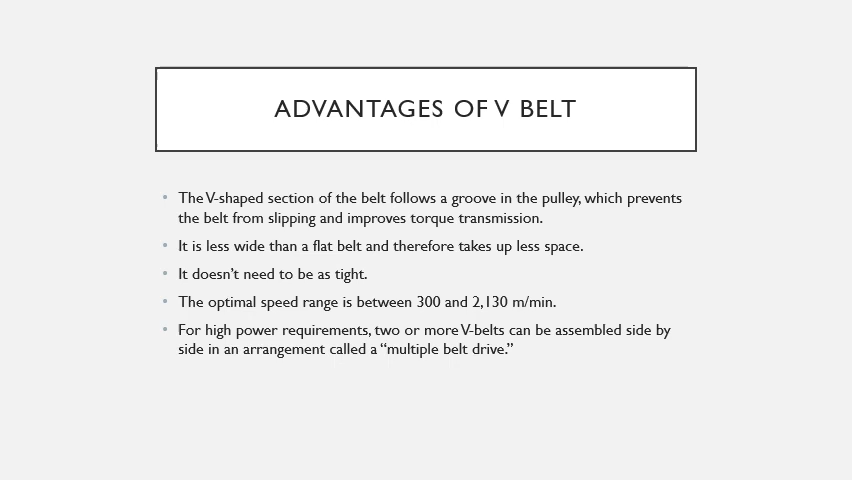 ADVANTAGES OF V BELT
• The V-shaped section of the belt follows a groove in the pulley, which prevents
the belt from slipping and improves torque transmission.
• It is less wide than a flat belt and therefore takes up less space.
• It doesn’t need to be as tight.
• The optimal speed range is between 300 and 2,130 m/min.
• For high power requirements, two or more V-belts can be assembled side by
side in an arrangement called a “multiple belt drive.”